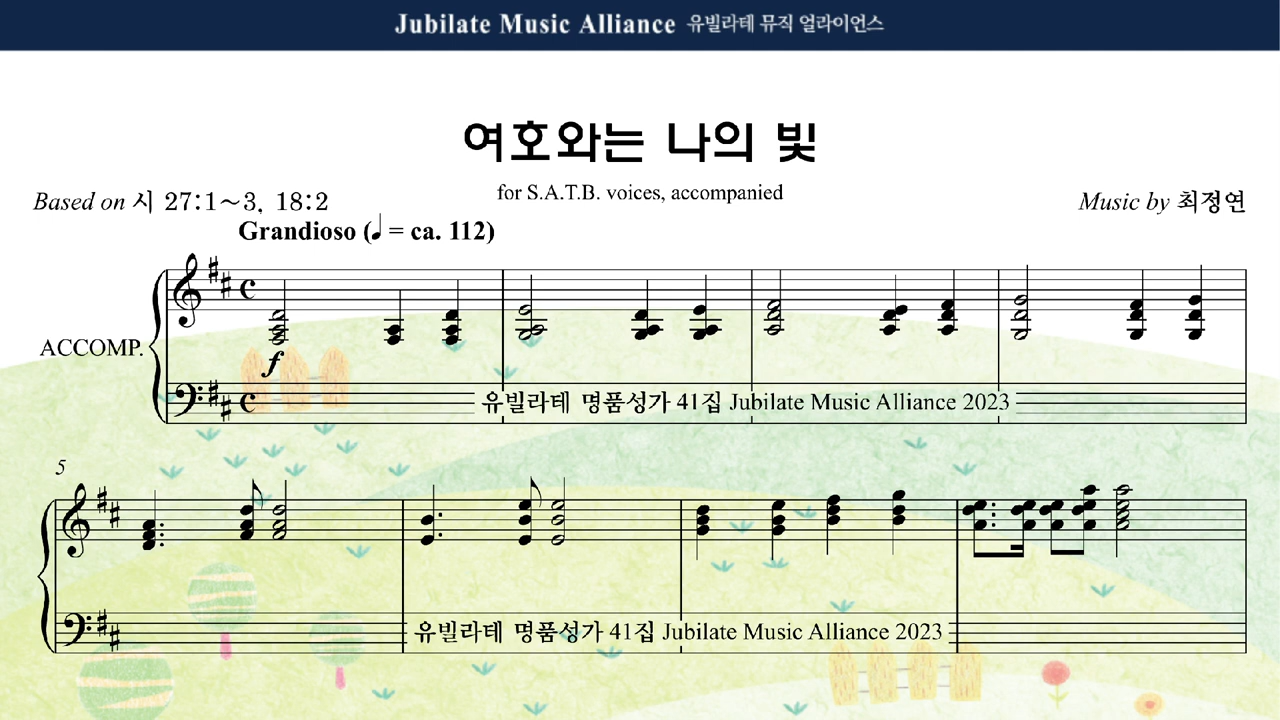 Jubilate Music Alliance 유빌라테 뮤직 얼라이언스
여호와는 나의 빛
for S.A.T.B. voices, accompanied
Based on 시 27:1~3, 18:2
Music by 최정연
Grandioso (♩ = ca. 112)
ACCOMP.
f
유빌라테 명품성가 41집 Jubilate Music Alliance 2023
5
유빌라테 명품성가 41집 Jubilate Music Alliance 2023